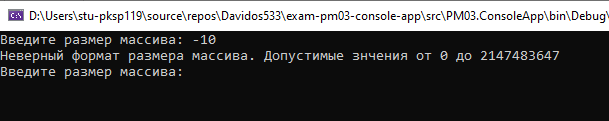 D:\Users\stu-pksp119\source\repos\Davidos533\exam-pm03-console-app\src\PM03.ConsoleApp\bin\Debug\
Введите размер массива: -10
Неверный формат размера массива. Допустимые знчения от 0 до 2147483647
Введите размер массива: